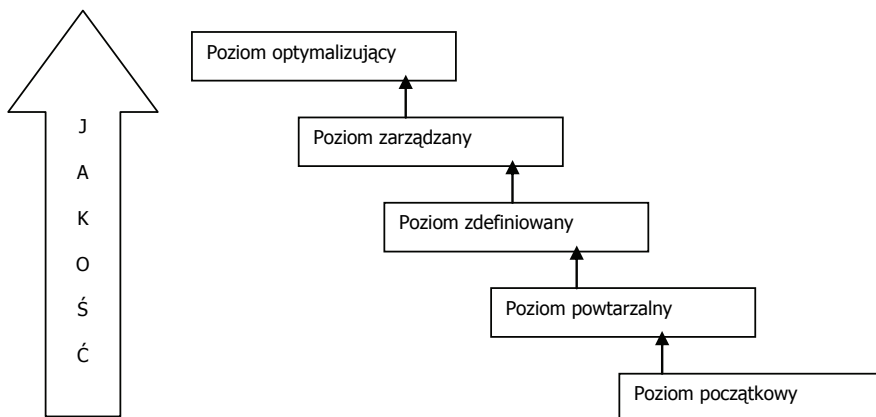 Poziom optymalizujący
Poziom zarządzany
Poziom zdefiniowany
Poziom powtarzalny
Poziom początkowy
J
A
K
O
Ś
Ć